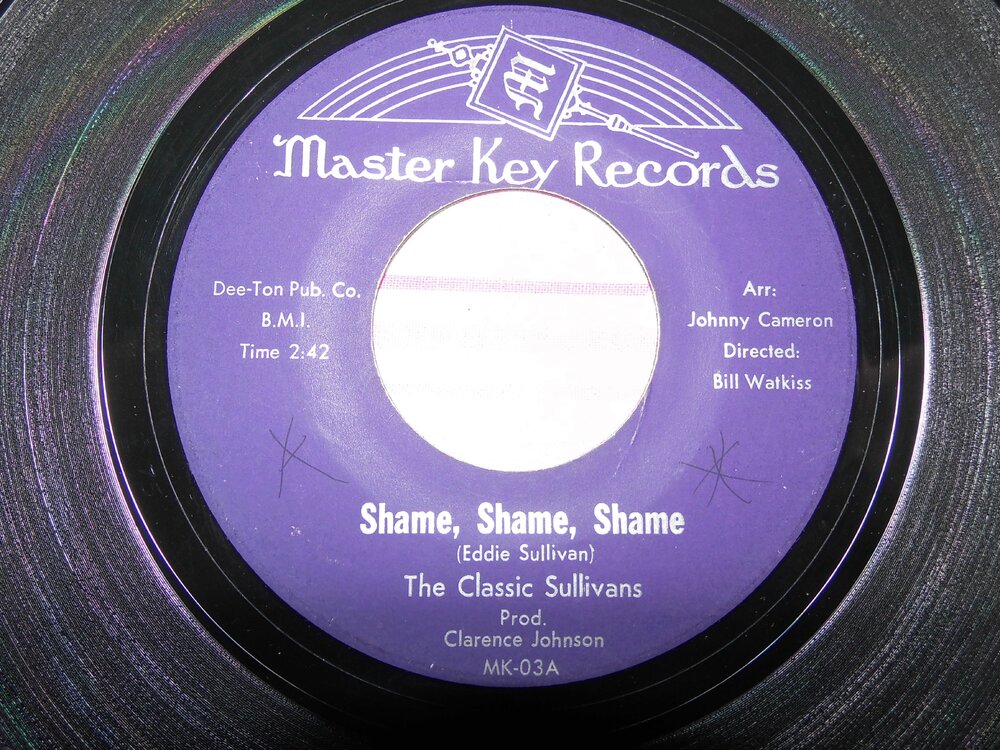 M
Master Key Records
Dee-Ton Pub. Co.
B.M.I.
Time 2:42
Arr:
Johnny Cameron
Directed:
Bill Watkiss
Shame, Shame, Shame
(Eddie Sullivan)
The Classic Sullivans
Prod.
Clarence Johnson
MK-03A